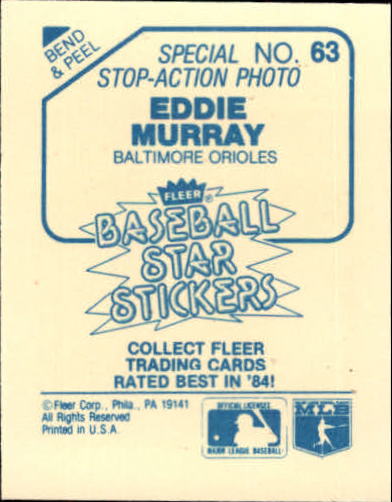 BEND
& PEEL
SPECIAL NO. 63
STOP-ACTION PHOTO
EDDIE
MURRAY
BALTIMORE ORIOLES
FLEER®
BASEBALL
STAR
STICKERS
COLLECT FLEER
TRADING CARDS
RATED BEST IN '84!
© Fleer Corp., Phila., PA 19141
All Rights Reserved
Printed in U.S.A.
OFFICIAL LICENSEE
MAJOR LEAGUE BASEBALL
MLB